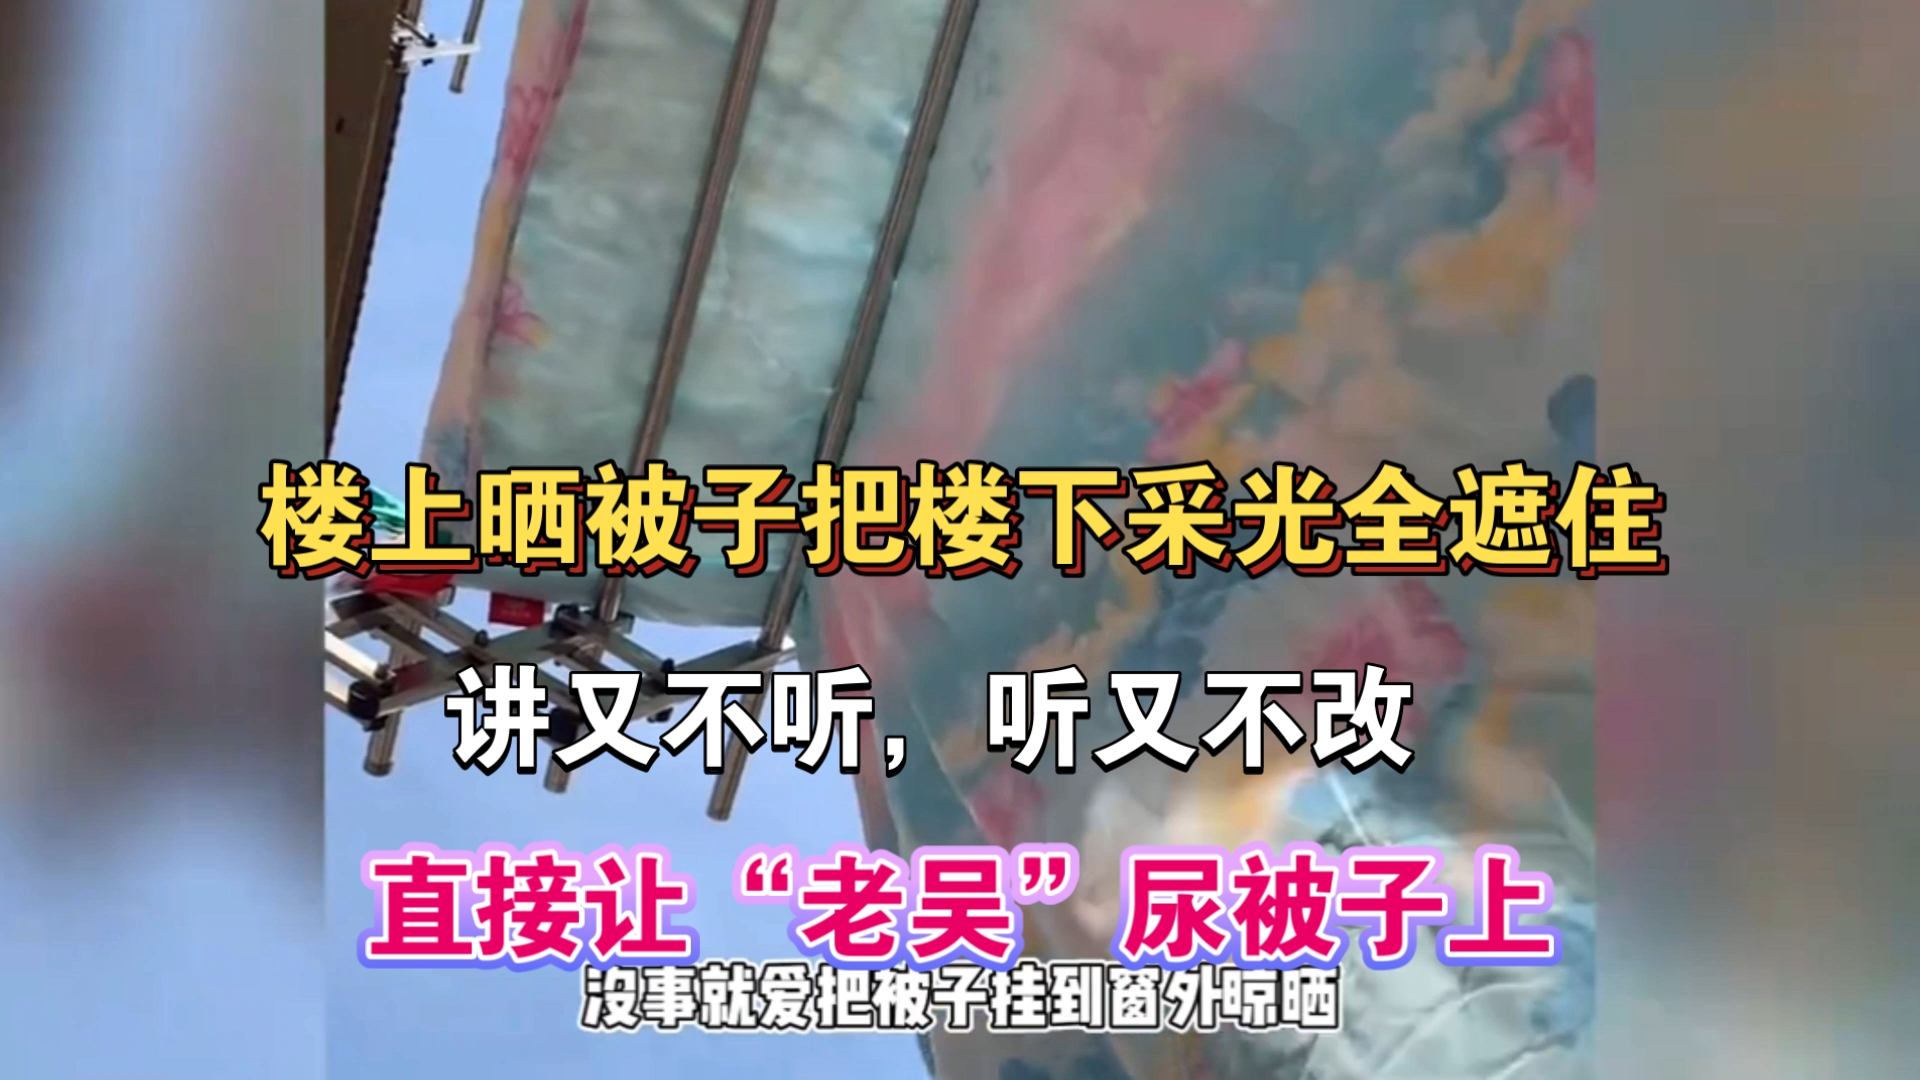 楼上晒被子把楼下采光全遮住
讲又不听，听又不改
直接让“老吴”尿被子上
没事就爱把被子挂到窗外晾晒